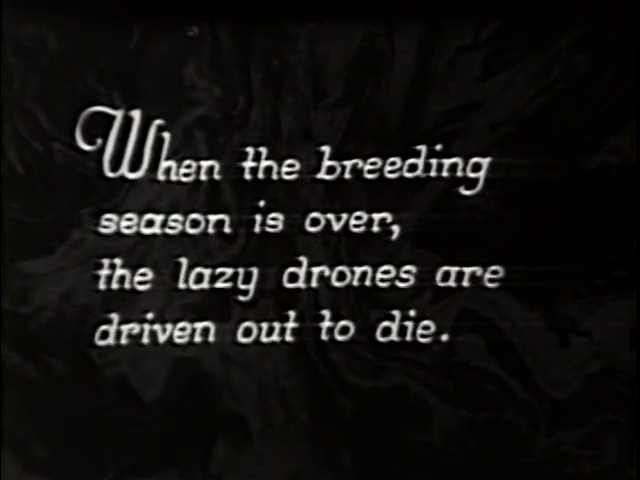 When the breeding
season is over,
the lazy drones are
driven out to die.